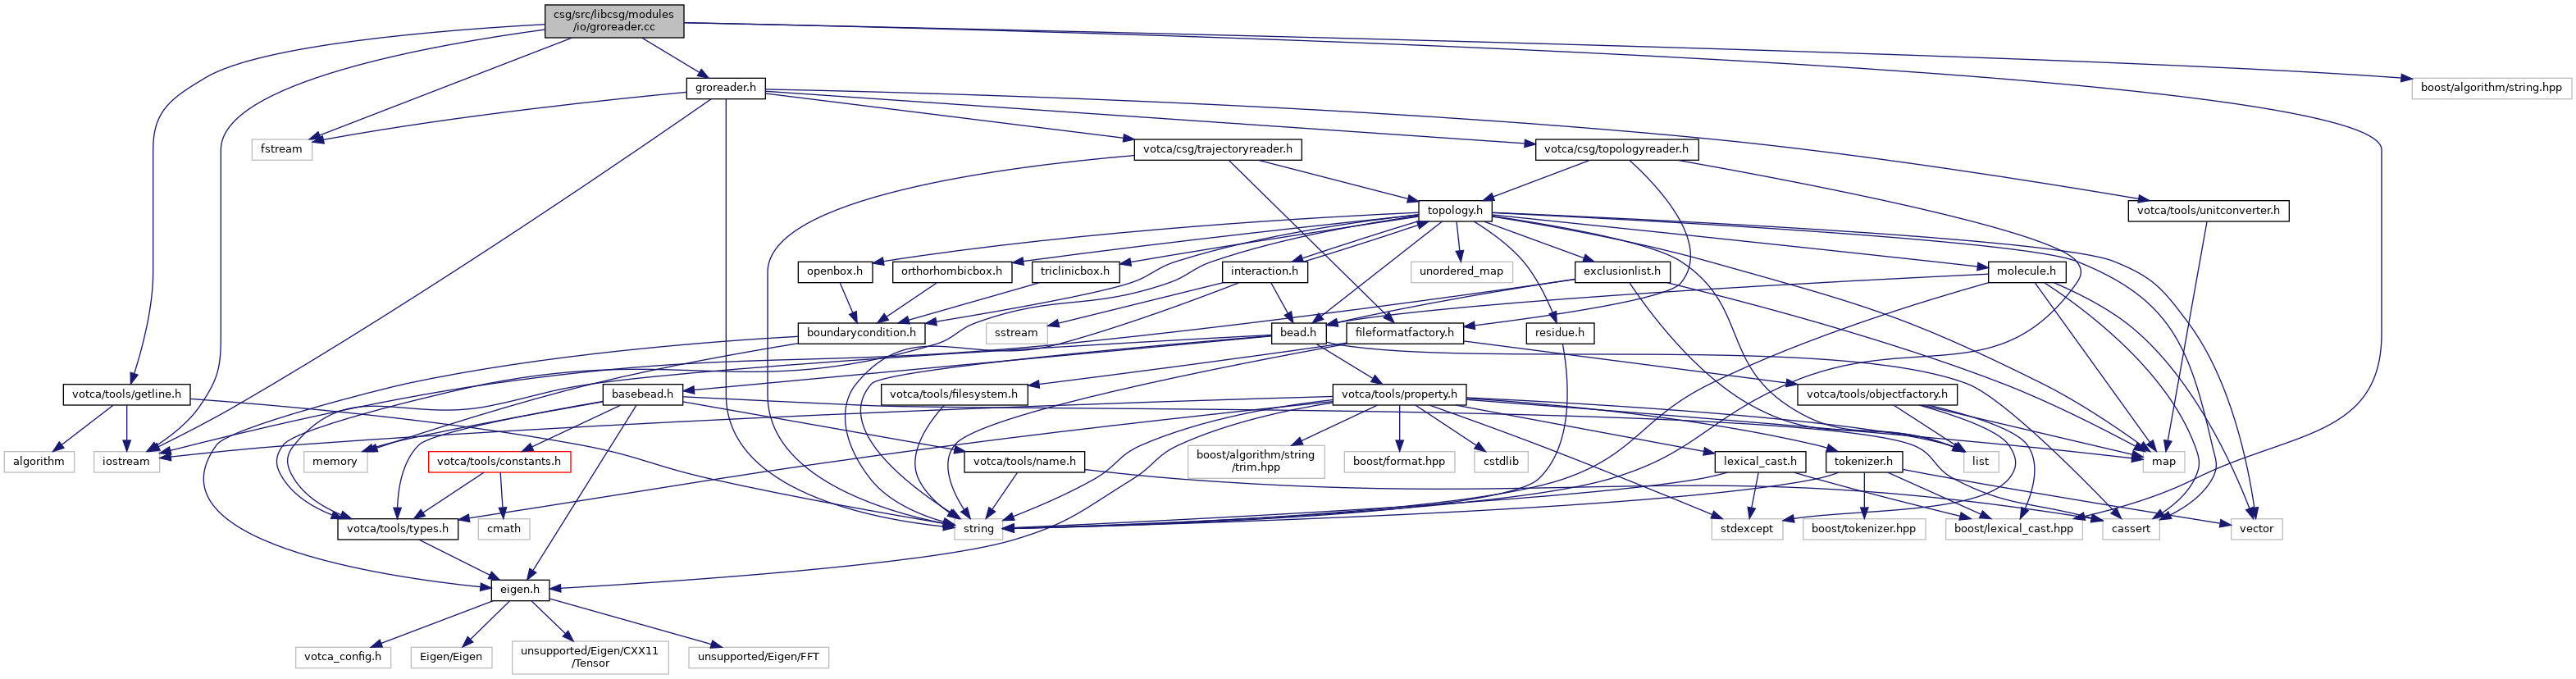 csg/src/libcsg/modules
/io/groreader.cc
groreader.h
boost/algorithm/string.hpp
fstream
votca/csg/trajectoryreader.h
votca/csg/topologyreader.h
topology.h
votca/tools/unitconverter.h
openbox.h
orthorhombicbox.h
triclinicbox.h
interaction.h
unordered_map
exclusionlist.h
molecule.h
boundarycondition.h
sstream
bead.h
fileformatfactory.h
residue.h
votca/tools/getline.h
basebead.h
votca/tools/filesystem.h
votca/tools/property.h
votca/tools/objectfactory.h
algorithm
iostream
memory
votca/tools/constants.h
votca/tools/name.h
boost/algorithm/string
/trim.hpp
boost/format.hpp
cstdlib
lexical_cast.h
tokenizer.h
list
map
votca/tools/types.h
cmath
string
stdexcept
boost/tokenizer.hpp
boost/lexical_cast.hpp
cassert
vector
eigen.h
votca_config.h
Eigen/Eigen
unsupported/Eigen/CXX11
/Tensor
unsupported/Eigen/FFT